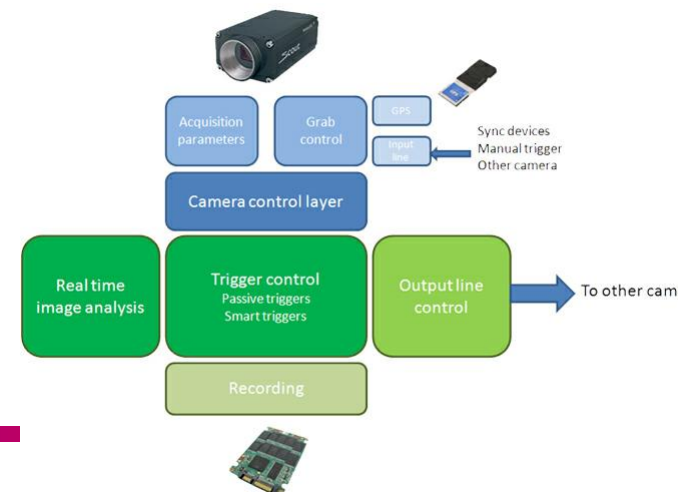 Scout
Acquisition
parameters
Grab
control
GPS
Input
line
Sync devices
Manual trigger
Other camera
Camera control layer
Real time
image analysis
Trigger control
Passive triggers
Smart triggers
Output line
control
To other cam
Recording